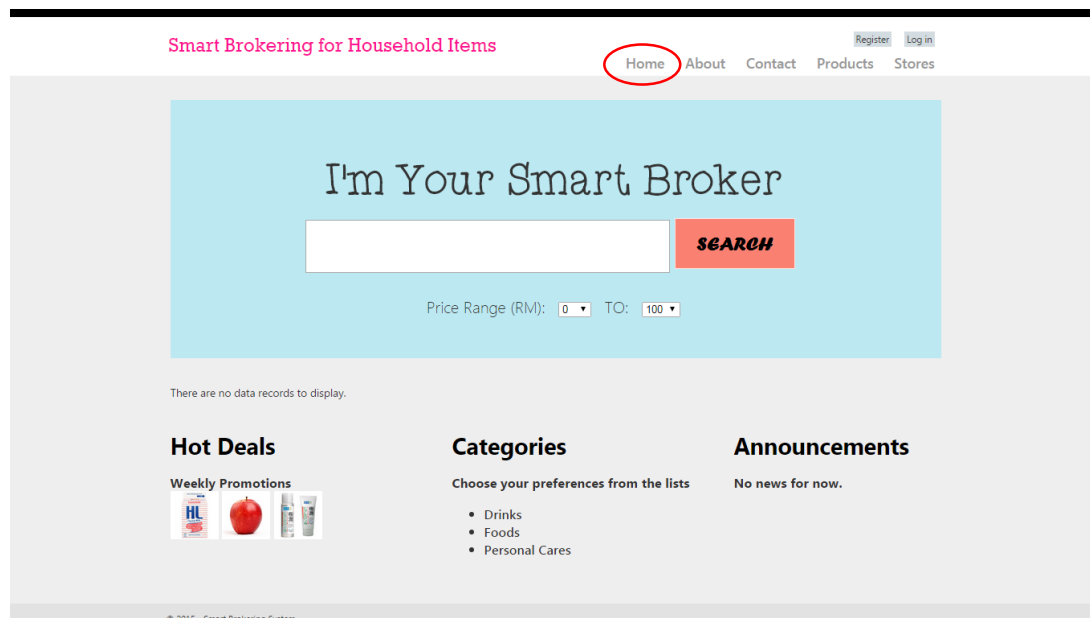 Smart Brokering for Household Items
Register Log in
Home About Contact Products Stores
I'm Your Smart Broker
SEARCH
Price Range (RM): 0 TO: 100
There are no data records to display.
Hot Deals
Weekly Promotions
HL
Categories
Choose your preferences from the lists
Drinks
Foods
Personal Cares
Announcements
No news for now.